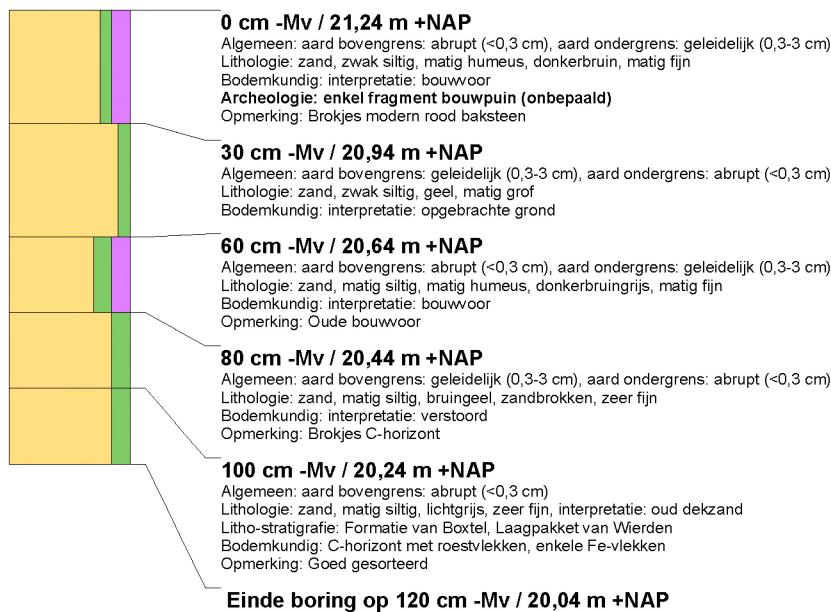 0 cm -Mv / 21,24 m +NAP
Algemeen: aard bovengrens: abrupt (<0,3 cm), aard ondergrens: geleidelijk (0,3-3 cm)
Lithologie: zand, zwak siltig, matig humeus, donkerbruin, matig fijn
Bodemkundig: interpretatie: bouwvoor
Archeologie: enkel fragment bouwpuin (onbepaald)
Opmerking: Brokjes modern rood baksteen
30 cm -Mv / 20,94 m +NAP
Algemeen: aard bovengrens: geleidelijk (0,3-3 cm), aard ondergrens: abrupt (<0,3 cm)
Lithologie: zand, zwak siltig, geel, matig grof
Bodemkundig: interpretatie: opgebrachte grond
60 cm -Mv / 20,64 m +NAP
Algemeen: aard bovengrens: abrupt (<0,3 cm), aard ondergrens: geleidelijk (0,3-3 cm)
Lithologie: zand, matig siltig, matig humeus, donkerbruingrijs, matig fijn
Bodemkundig: interpretatie: bouwvoor
Opmerking: Oude bouwvoor
80 cm -Mv / 20,44 m +NAP
Algemeen: aard bovengrens: geleidelijk (0,3-3 cm), aard ondergrens: abrupt (<0,3 cm)
Lithologie: zand, matig siltig, bruingeel, zandbrokken, zeer fijn
Bodemkundig: interpretatie: verstoord
Opmerking: Brokjes C-horizont
100 cm -Mv / 20,24 m +NAP
Algemeen: aard bovengrens: abrupt (<0,3 cm)
Lithologie: zand, matig siltig, lichtgrijs, zeer fijn, interpretatie: oud dekzand
Litho-stratigrafie: Formatie van Boxtel, Laagpakket van Wierden
Bodemkundig: C-horizont met roestvlekken, enkele Fe-vlekken
Opmerking: Goed gesorteerd
Einde boring op 120 cm -Mv / 20,04 m +NAP